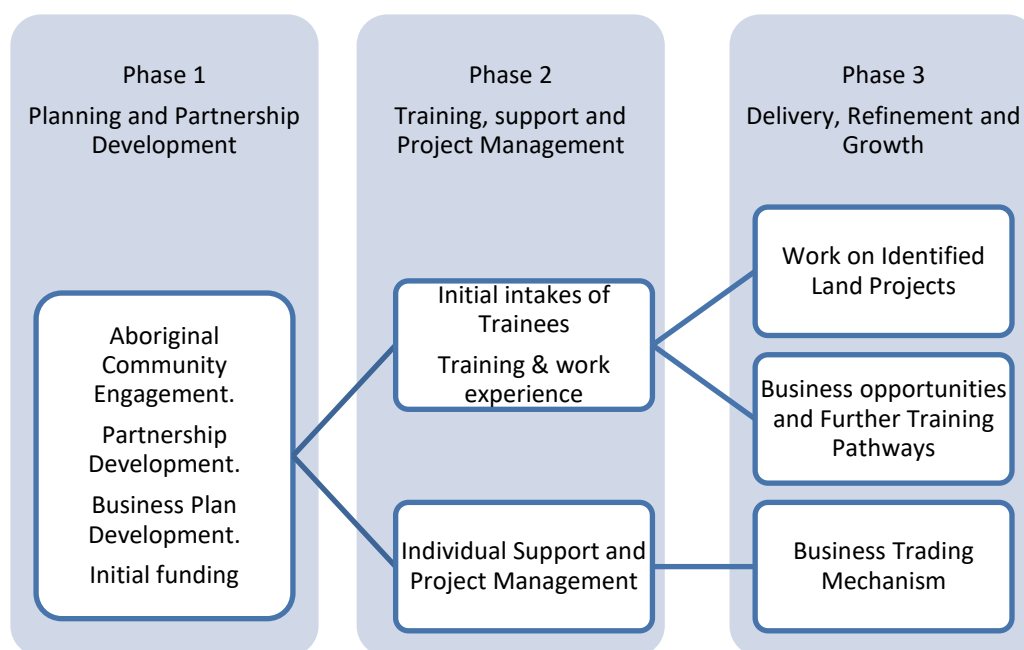 Phase 1
Planning and Partnership
Development
Aboriginal
Community
Engagement.
Partnership
Development.
Business Plan
Development.
Initial funding
Phase 2
Training, support and
Project Management
Initial intakes of
Trainees
Training & work
experience
Individual Support and
Project Management
Phase 3
Delivery, Refinement and
Growth
Work on Identified
Land Projects
Business opportunities
and Further Training
Pathways
Business Trading
Mechanism